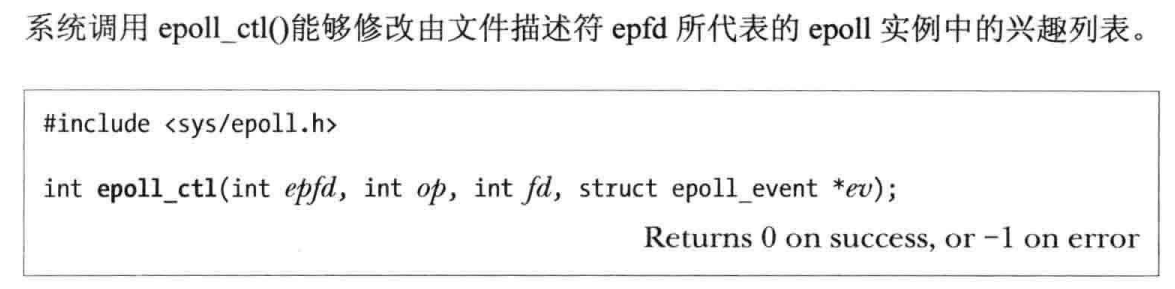 系统调用 epoll_ctl()能够修改由文件描述符 epfd 所代表的 epoll 实例中的兴趣列表。
#include <sys/epoll.h>
int epoll_ctl(int epfd, int op, int fd, struct epoll_event *ev);
Returns 0 on success, or −1 on error